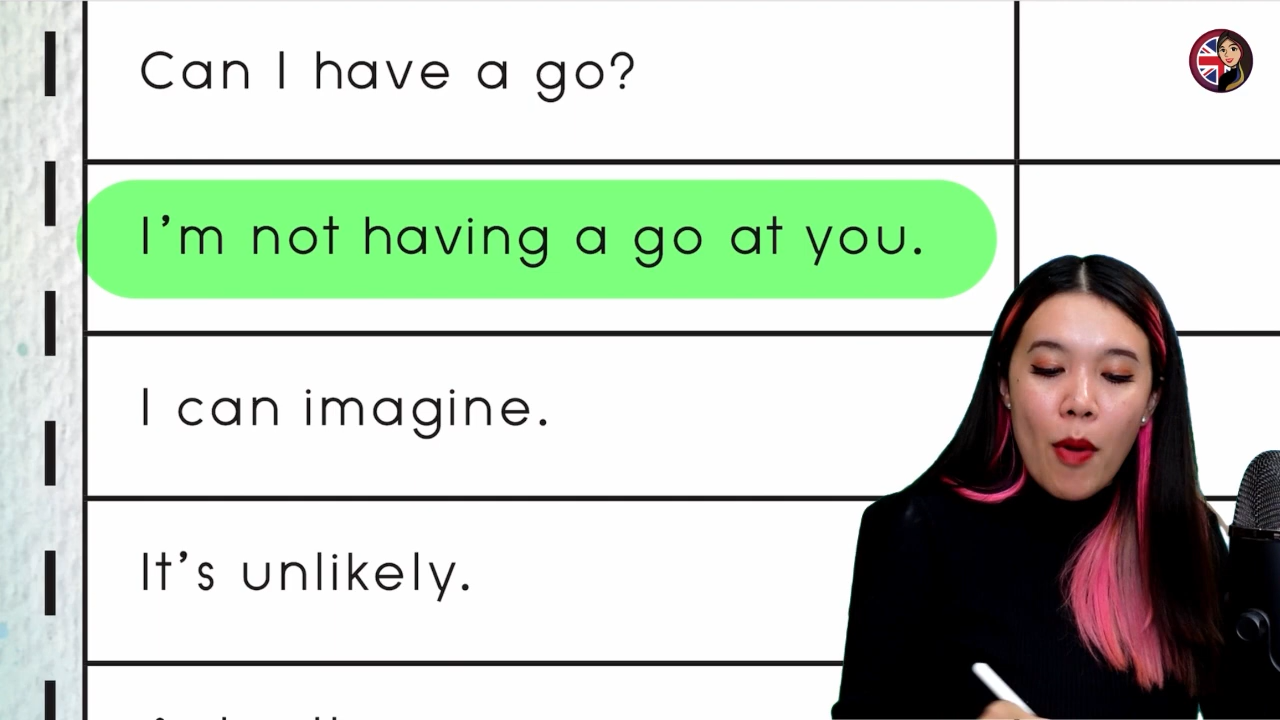 Can I have a go?
I'm not having a go at you.
I can imagine.
It's unlikely.